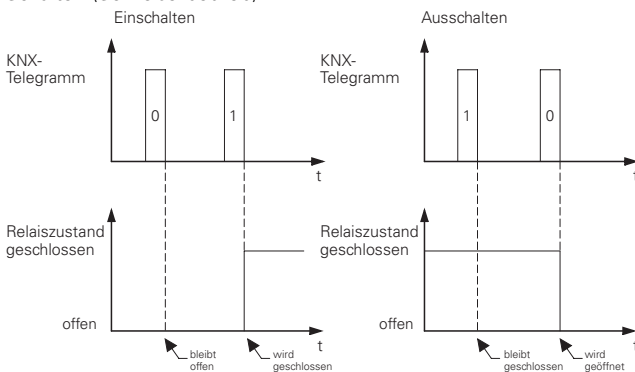 Einschalten
KNX-
Telegramm
0
1
t
Relaiszustand
geschlossen
offen
t
bleibt
offen
wird
geschlossen
Ausschalten
KNX-
Telegramm
1
0
t
Relaiszustand
geschlossen
offen
t
bleibt
geschlossen
wird
geöffnet